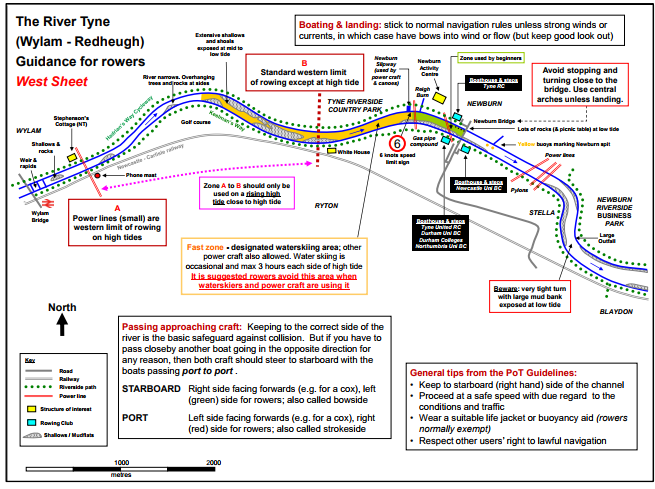 The River Tyne
(Wylam - Redheugh)
Guidance for rowers
West Sheet
Boating & landing: stick to normal navigation rules unless strong winds or
currents, in which case have bows into wind or flow (but keep good look out)
Extensive shallows
and shoals
exposed at mid to
low tide
B
Standard western limit
of rowing except at high tide
Newburn
Slipway
(used by
power craft
& canoes)
Newburn
Activity
Centre
Zone used by beginners
Boathouse & steps
Tyne RC
Avoid stopping and
turning close to the
bridge. Use central
arches unless landing.
River narrows. Overhanging
trees and rocks at sides
Hadrian's Way Cycleway
Hadrian's Way
TYNE RIVERSIDE
COUNTRY PARK
Reigh
Burn
NEWBURN
Newburn Bridge
Lots of rocks (& picnic table) at low tide
Stephenson's
Cottage (NT)
WYLAM
Shallows &
rocks
Weir &
rapids
Golf course
Newcastle - Carlisle railway
6
6 knots speed
limit sign
Gas pipe
compound
Yellow buoys marking Newburn spit
Power lines
White House
Phone mast
Boathouse & steps
Newcastle Uni BC
Pylons
Wylam
Bridge
A
Power lines (small) are
western limit of rowing
on high tides
Zone A to B should only be
used on a rising high
tide close to high tide
RYTON
Boathouse & steps
Tyne United RC
Durham Uni BC
Durham Colleges
Northumbria Uni BC
STELLA
NEWBURN
RIVERSIDE
BUSINESS
PARK
Large
Outfall
Fast zone - designated waterskiing area; other
power craft also allowed. Water skiing is
occasional and max 3 hours each side of high tide
It is suggested rowers avoid this area when
waterskiers and power craft are using it
Beware: very tight turn
with large mud bank
exposed at low tide
BLAYDON
North
Key
Road
Railway
Riverside path
Power line
Structure of interest
Rowing Club
Shallows / Mudflats
Passing approaching craft: Keeping to the correct side of the
river is the basic safeguard against collision. But if you have to
pass closeby another boat going in the opposite direction for
any reason, then both craft should steer to starboard with the
boats passing port to port .
STARBOARD Right side facing forwards (e.g. for a cox), left
(green) side for rowers; also called bowside
PORT Left side facing forwards (e.g. for a cox), right
(red) side for rowers; also called strokeside
General tips from the PoT Guidelines:
• Keep to starboard (right hand) side of the channel
• Proceed at a safe speed with due regard to the
conditions and traffic
• Wear a suitable life jacket or buoyancy aid (rowers
normally exempt)
• Respect other users' right to lawful navigation
1000
2000
metres